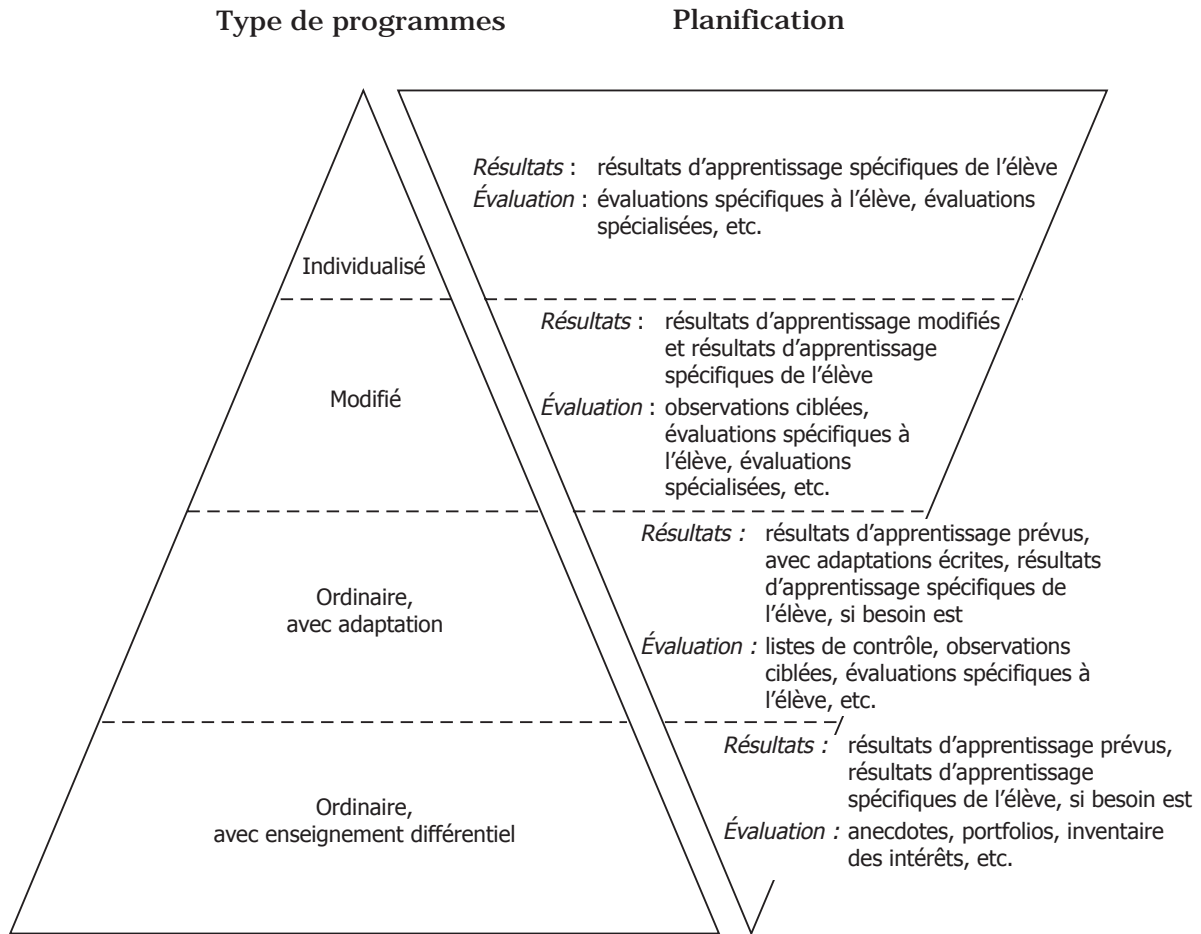 Type de programmes
Planification
Individualisé
Résultats : résultats d'apprentissage spécifiques de l'élève
Évaluation : évaluations spécifiques à l'élève, évaluations
spécialisées, etc.
Modifié
Résultats : résultats d'apprentissage modifiés
et résultats d'apprentissage
spécifiques de l'élève
Évaluation : observations ciblées,
évaluations spécifiques à
l'élève, évaluations
spécialisées, etc.
Ordinaire,
avec adaptation
Résultats : résultats d'apprentissage prévus,
avec adaptations écrites, résultats
d'apprentissage spécifiques de
l'élève, si besoin est
Évaluation : listes de contrôle, observations
ciblées, évaluations spécifiques à
l'élève, etc.
Ordinaire,
avec enseignement différentiel
Résultats : résultats d'apprentissage prévus,
résultats d'apprentissage
spécifiques de l'élève, si besoin est
Évaluation : anecdotes, portfolios, inventaire
des intérêts, etc.